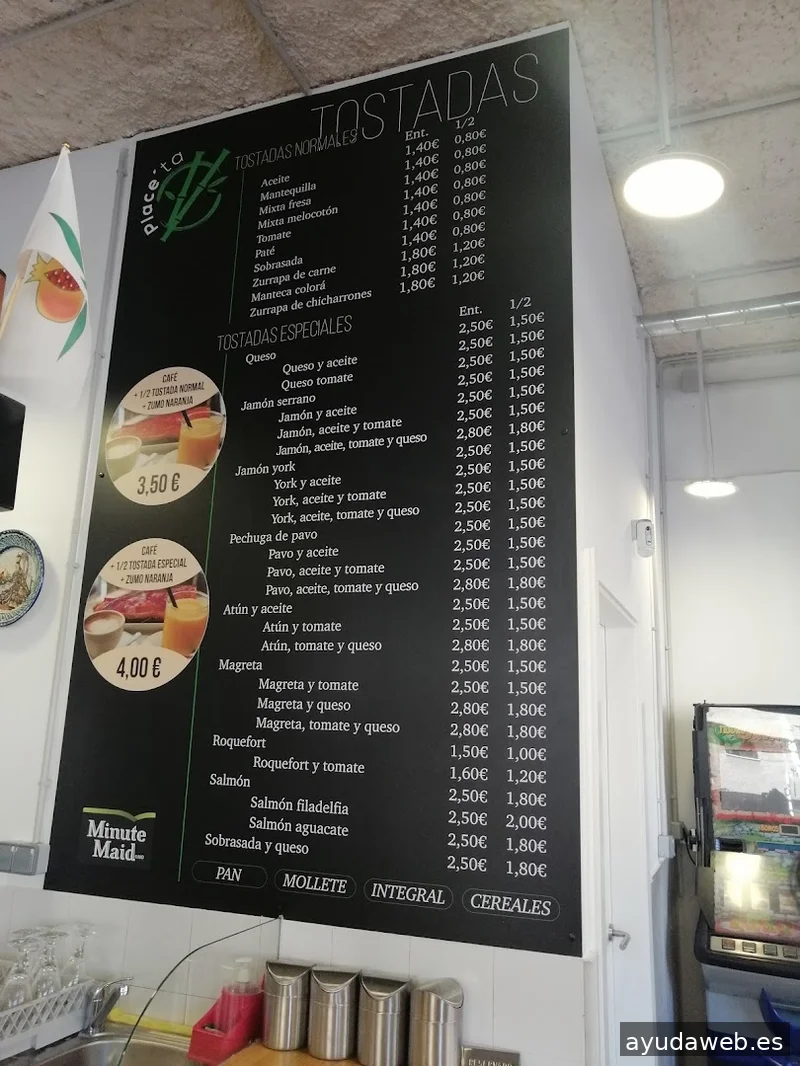 TOSTADAS
place·ta
TOSTADAS NORMALES Ent. 1/2
Aceite 1,40€ 0,80€
Mantequilla 1,40€ 0,80€
Mixta fresa 1,40€ 0,80€
Mixta melocotón 1,40€ 0,80€
Tomate 1,40€ 0,80€
Paté 1,40€ 0,80€
Sobrasada 1,40€ 0,80€
Zurrapa de carne 1,80€ 1,20€
Manteca colorá 1,80€ 1,20€
Zurrapa de chicharrones 1,80€ 1,20€
TOSTADAS ESPECIALES Ent. 1/2
Queso 2,50€ 1,50€
Queso y aceite 2,50€ 1,50€
Queso tomate 2,50€ 1,50€
Jamón serrano 2,50€ 1,50€
Jamón y aceite 2,50€ 1,50€
Jamón, aceite y tomate 2,50€ 1,50€
Jamón, aceite, tomate y queso 2,80€ 1,80€
Jamón york 2,50€ 1,50€
York y aceite 2,50€ 1,50€
York, aceite y tomate 2,50€ 1,50€
York, aceite, tomate y queso 2,50€ 1,50€
Pechuga de pavo 2,50€ 1,50€
Pavo y aceite 2,50€ 1,50€
Pavo, aceite y tomate 2,50€ 1,50€
Pavo, aceite, tomate y queso 2,80€ 1,80€
Atún y aceite 2,50€ 1,50€
Atún y tomate 2,50€ 1,50€
Atún, tomate y queso 2,80€ 1,80€
Magreta 2,50€ 1,50€
Magreta y tomate 2,50€ 1,50€
Magreta y queso 2,80€ 1,80€
Magreta, tomate y queso 2,80€ 1,80€
Roquefort 1,50€ 1,00€
Roquefort y tomate 1,60€ 1,20€
Salmón 2,50€ 1,80€
Salmón filadelfia 2,50€ 2,00€
Salmón aguacate 2,50€ 1,80€
Sobrasada y queso 2,50€ 1,80€
PAN MOLLETE INTEGRAL CEREALES
CAFÉ
+ 1/2 TOSTADA NORMAL
+ ZUMO NARANJA
3,50 €
CAFÉ
+ 1/2 TOSTADA ESPECIAL
+ ZUMO NARANJA
4,00 €
Minute
Maid
RESERVADO
ayudaweb.es